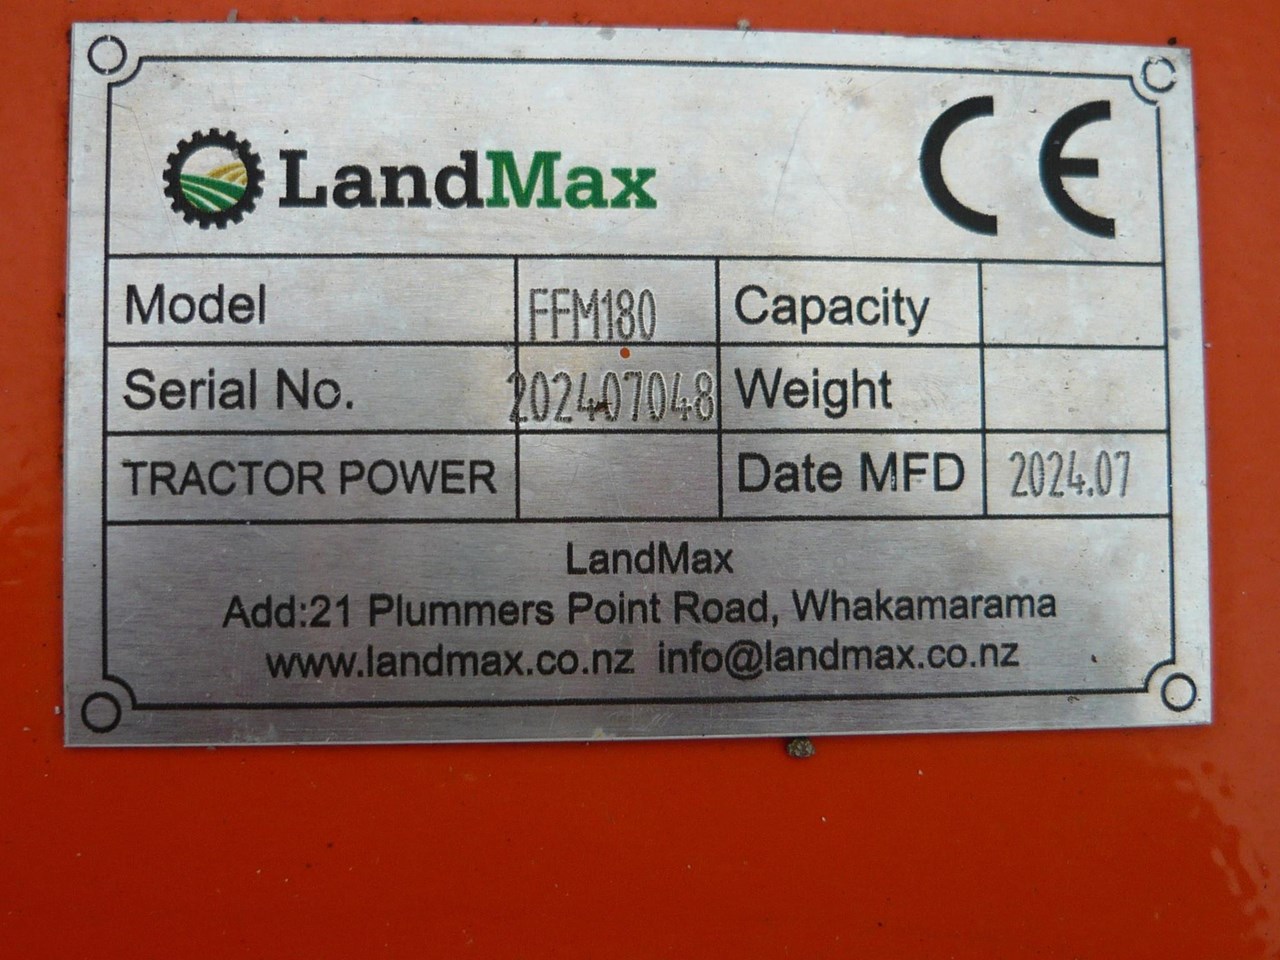 LandMax CE
Model FFM180 Capacity
Serial No. 202407048 Weight
TRACTOR POWER Date MFD 2024.07
LandMax
Add:21 Plummers Point Road, Whakamarama
www.landmax.co.nz info@landmax.co.nz